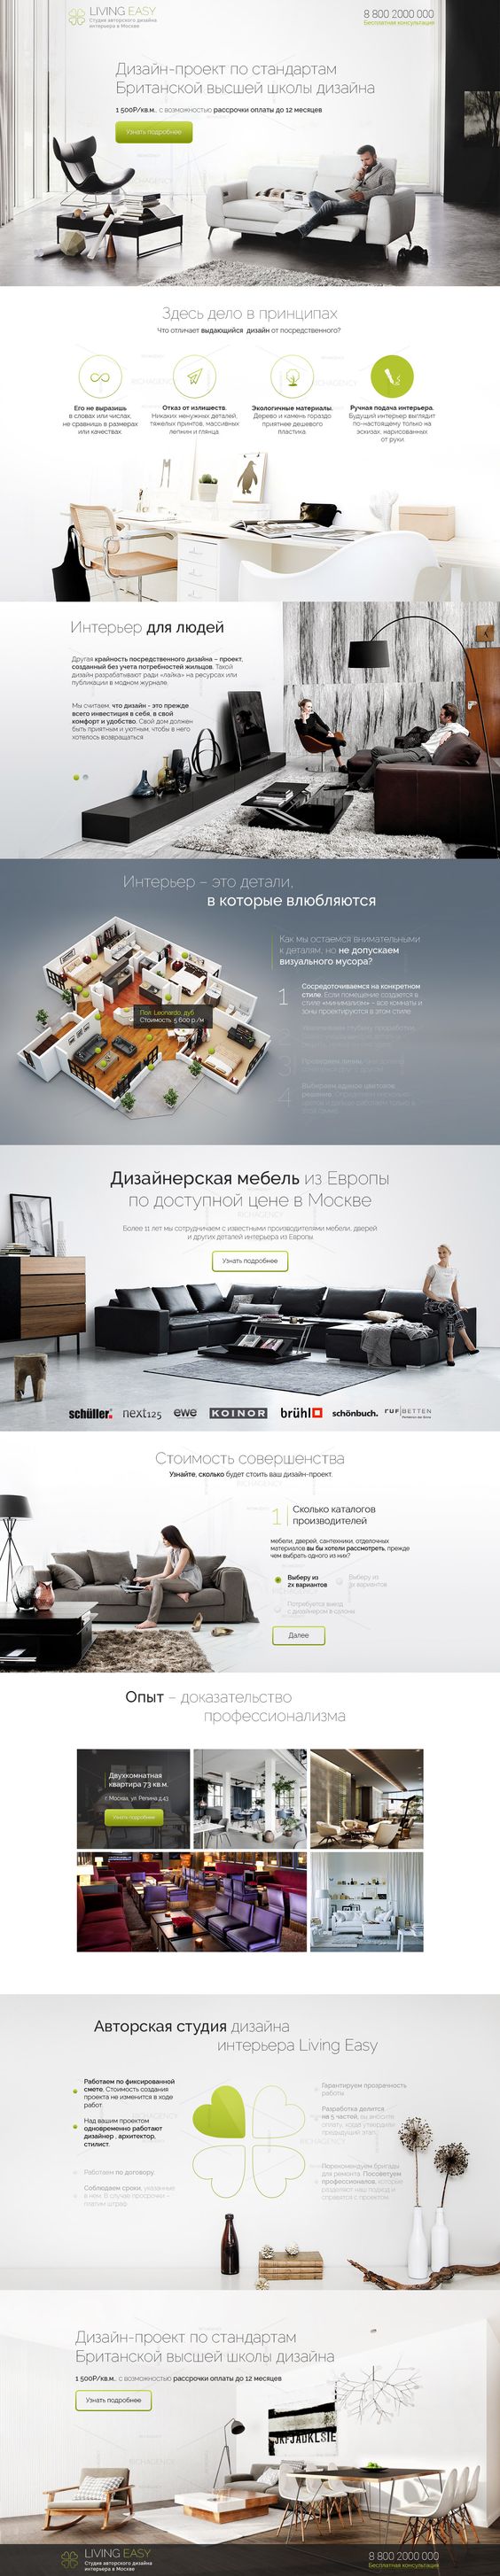 LIVING EASY
Студия авторского дизайна
интерьера в Москве
8 800 2000 000
Бесплатная консультация
Дизайн-проект по стандартам
Британской высшей школы дизайна
1 500Р/кв.м., с возможностью рассрочки оплаты до 12 месяцев
Узнать подробнее
Здесь дело в принципах
Что отличает выдающийся дизайн от посредственного?
Его не выразишь
в словах или числах,
не сравнишь в размерах
или качествах.
Отказ от излишеств.
Никаких ненужных деталей,
тяжелых принтов, массивных
лепнин и глянца.
Экологичные материалы.
Дерево и камень гораздо
приятнее дешевого
пластика.
Ручная подача интерьера.
Будущий интерьер выглядит
по-настоящему только на
эскизах, нарисованных
от руки.
Интерьер для людей
Другая крайность посредственного дизайна – проект,
созданный без учета потребностей жильцов. Такой
дизайн разрабатывают ради «лайка» на ресурсах или
публикации в модном журнале.
Мы считаем, что дизайн - это прежде
всего инвестиция в себя, в свой
комфорт и удобство. Свой дом должен
быть приятным и уютным, чтобы в него
хотелось возвращаться.
Интерьер – это детали,
в которые влюбляются
Как мы остаемся внимательными
к деталям, но не допускаем
визуального мусора?
Пол Leonardo, дуб
Стоимость: 5 600 р./м
1
Сосредоточиваемся на конкретном
стиле. Если помещение создается в
стиле «минимализм» – все комнаты и
зоны проектируются в этом стиле
3
4
Дизайнерская мебель из Европы
по доступной цене в Москве
Более 11 лет мы сотрудничаем с известными производителями мебели, дверей
и других деталей интерьера из Европы
Узнать подробнее
schüller.
next125
ewe
KOINOR
brühl
schönbuch.
RUF|BETTEN
Стоимость совершенства
Узнайте, сколько будет стоить ваш дизайн-проект.
1
Сколько каталогов
производителей
мебели, дверей, сантехники, отделочных
материалов вы бы хотели рассмотреть, прежде
чем выбрать одного из них?
Выберу из
2х вариантов
Выберу из
3х вариантов
Потребуется выезд
с дизайнером в салоны
Далее
Опыт – доказательство
профессионализма
Двухкомнатная
квартира 73 кв.м.
г. Москва, ул. Репина д.43
Узнать подробнее
Авторская студия дизайна
интерьера Living Easy
Работаем по фиксированной
смете. Стоимость создания
проекта не изменится в ходе
работ.
Над вашим проектом
одновременно работают
дизайнер, архитектор,
стилист.
Работаем по договору.
Соблюдаем сроки, указанные
в нем. В случае просрочки –
платим штраф.
Гарантируем прозрачность
работы.
Разработка делится
на 5 частей, вы вносите
оплату, когда утвердили
предыдущий этап.
Порекомендуем бригады
для ремонта. Посоветуем
профессионалов, которые
разделяют наш подход и
справятся с проектом.
Дизайн-проект по стандартам
Британской высшей школы дизайна
1 500Р/кв.м., с возможностью рассрочки оплаты до 12 месяцев
Узнать подробнее
JKFJADKLSIE
LIVING EASY
Студия авторского дизайна
интерьера в Москве
8 800 2000 000
Бесплатная консультация